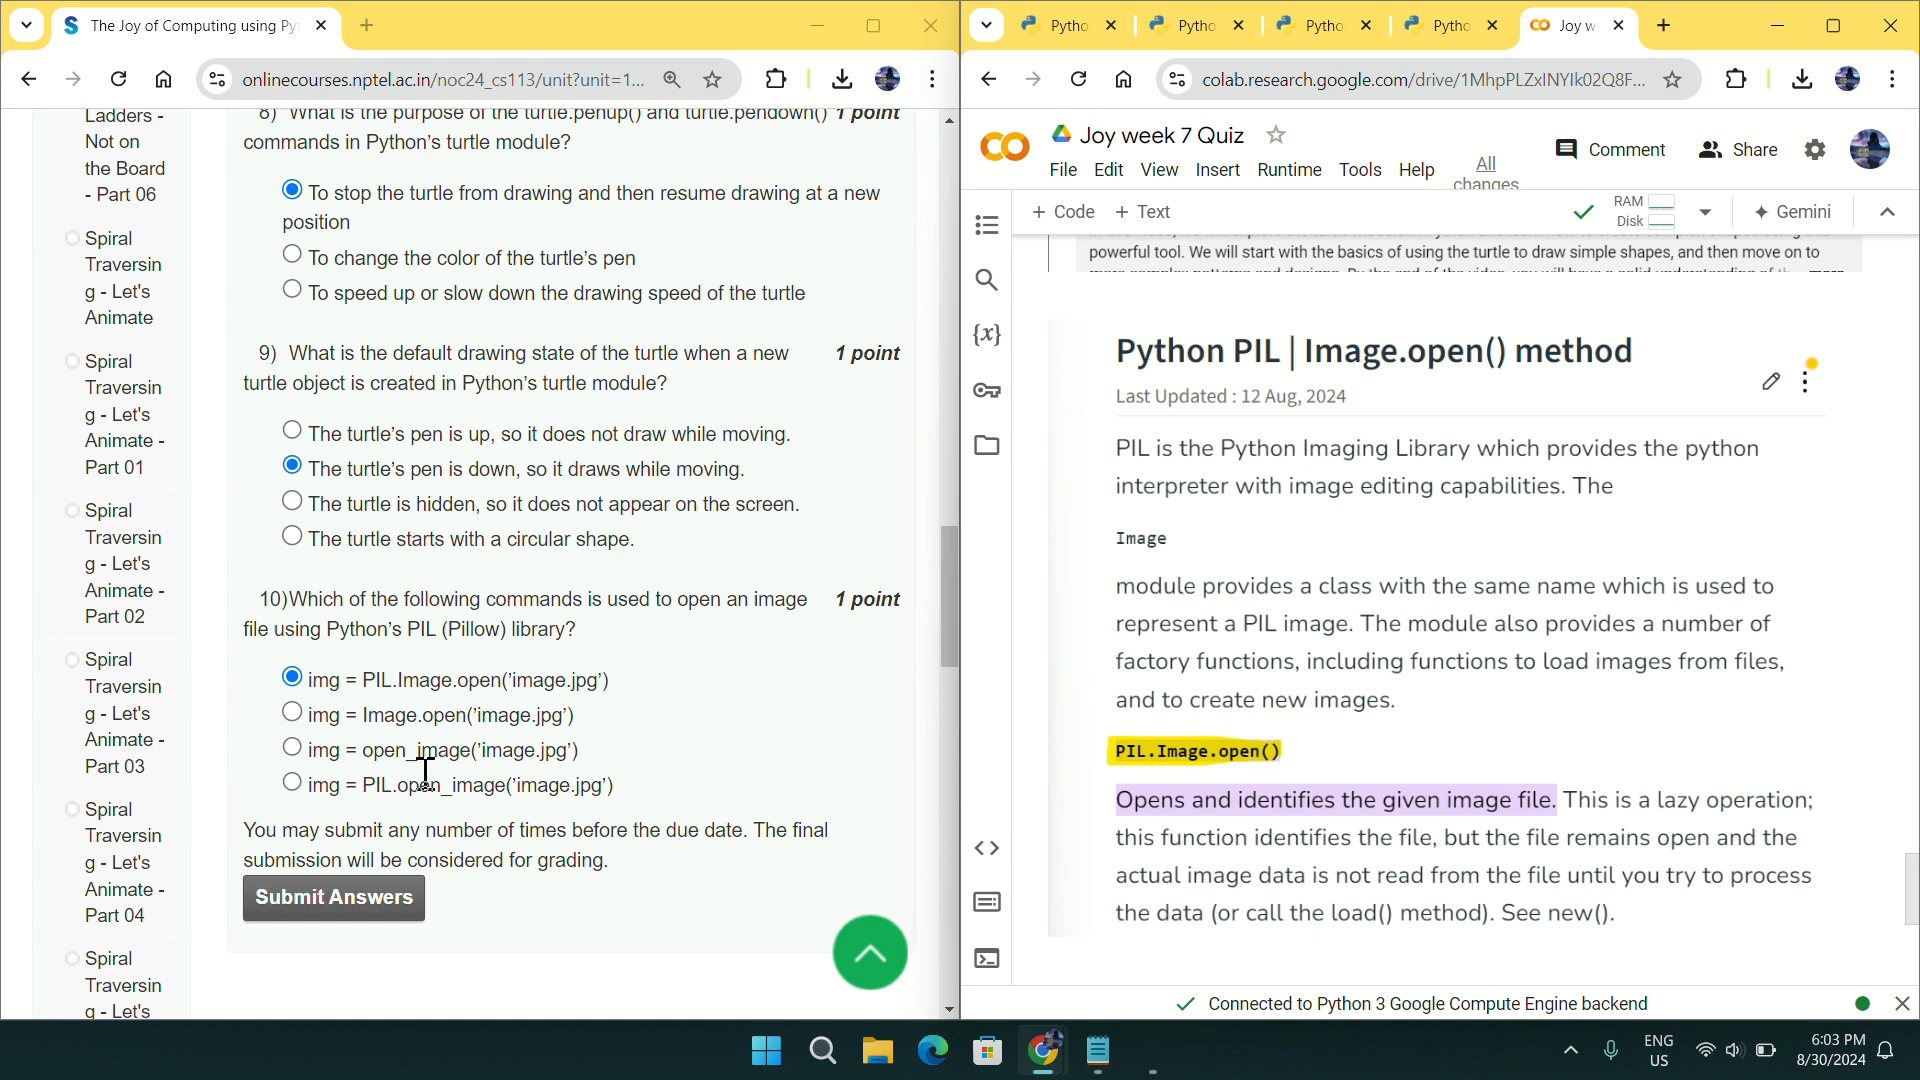 The Joy of Computing using Py
onlinecourses.nptel.ac.in/noc24_cs113/unit?unit=1...
Ladders -
Not on
the Board
- Part 06
Spiral
Traversin
g - Let's
Animate
Spiral
Traversin
g - Let's
Animate -
Part 01
Spiral
Traversin
g - Let's
Animate -
Part 02
Spiral
Traversin
g - Let's
Animate -
Part 03
Spiral
Traversin
g - Let's
Animate -
Part 04
Spiral
Traversin
g - Let's
8) What is the purpose of the turtle.penup() and turtle.pendown() 1 point
commands in Python’s turtle module?
To stop the turtle from drawing and then resume drawing at a new
position
To change the color of the turtle’s pen
To speed up or slow down the drawing speed of the turtle
9) What is the default drawing state of the turtle when a new 1 point
turtle object is created in Python’s turtle module?
The turtle’s pen is up, so it does not draw while moving.
The turtle’s pen is down, so it draws while moving.
The turtle is hidden, so it does not appear on the screen.
The turtle starts with a circular shape.
10)Which of the following commands is used to open an image 1 point
file using Python’s PIL (Pillow) library?
img = PIL.Image.open(’image.jpg’)
img = Image.open(’image.jpg’)
img = open_image(’image.jpg’)
img = PIL.open_image(’image.jpg’)
You may submit any number of times before the due date. The final
submission will be considered for grading.
Submit Answers
Pytho Pytho Pytho Pytho Joy w
colab.research.google.com/drive/1MhpPLZxINYIk02Q8F...
Joy week 7 Quiz
Comment Share
File Edit View Insert Runtime Tools Help All
changes
+ Code + Text RAM
Disk Gemini
powerful tool. We will start with the basics of using the turtle to draw simple shapes, and then move on to
Python PIL | Image.open() method
Last Updated : 12 Aug, 2024
PIL is the Python Imaging Library which provides the python
interpreter with image editing capabilities. The
Image
module provides a class with the same name which is used to
represent a PIL image. The module also provides a number of
factory functions, including functions to load images from files,
and to create new images.
PIL.Image.open()
Opens and identifies the given image file. This is a lazy operation;
this function identifies the file, but the file remains open and the
actual image data is not read from the file until you try to process
the data (or call the load() method). See new().
Connected to Python 3 Google Compute Engine backend
ENG
US
6:03 PM
8/30/2024